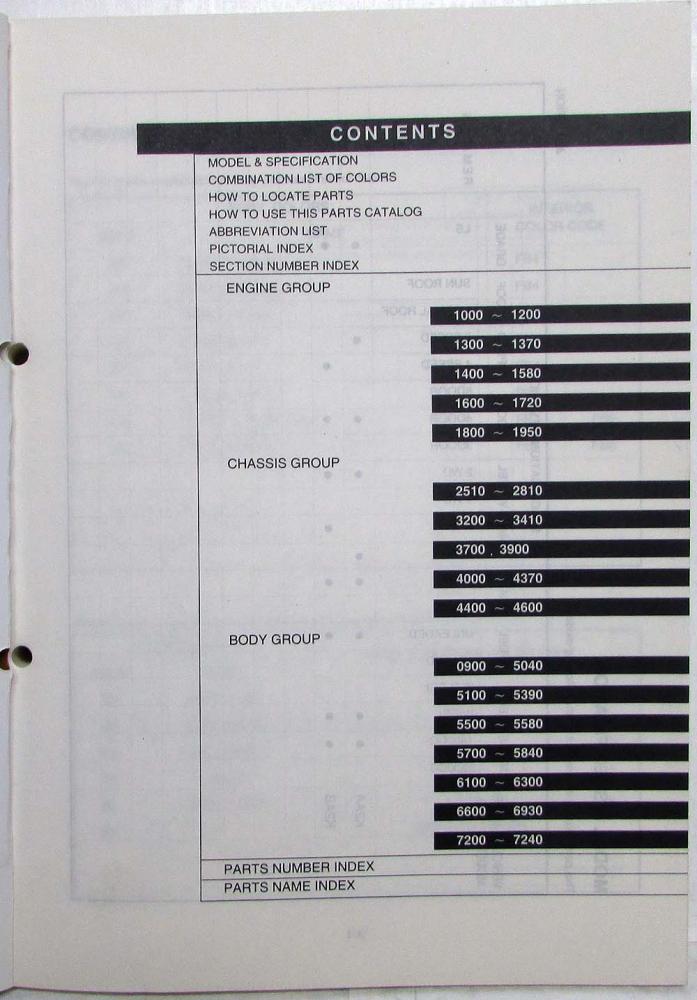 CONTENTS
MODEL & SPECIFICATION
COMBINATION LIST OF COLORS
HOW TO LOCATE PARTS
HOW TO USE THIS PARTS CATALOG
ABBREVIATION LIST
PICTORIAL INDEX
SECTION NUMBER INDEX
ENGINE GROUP
1000 ~ 1200
1300 ~ 1370
1400 ~ 1580
1600 ~ 1720
1800 ~ 1950
CHASSIS GROUP
2510 ~ 2810
3200 ~ 3410
3700 , 3900
4000 ~ 4370
4400 ~ 4600
BODY GROUP
0900 ~ 5040
5100 ~ 5390
5500 ~ 5580
5700 ~ 5840
6100 ~ 6300
6600 ~ 6930
7200 ~ 7240
PARTS NUMBER INDEX
PARTS NAME INDEX